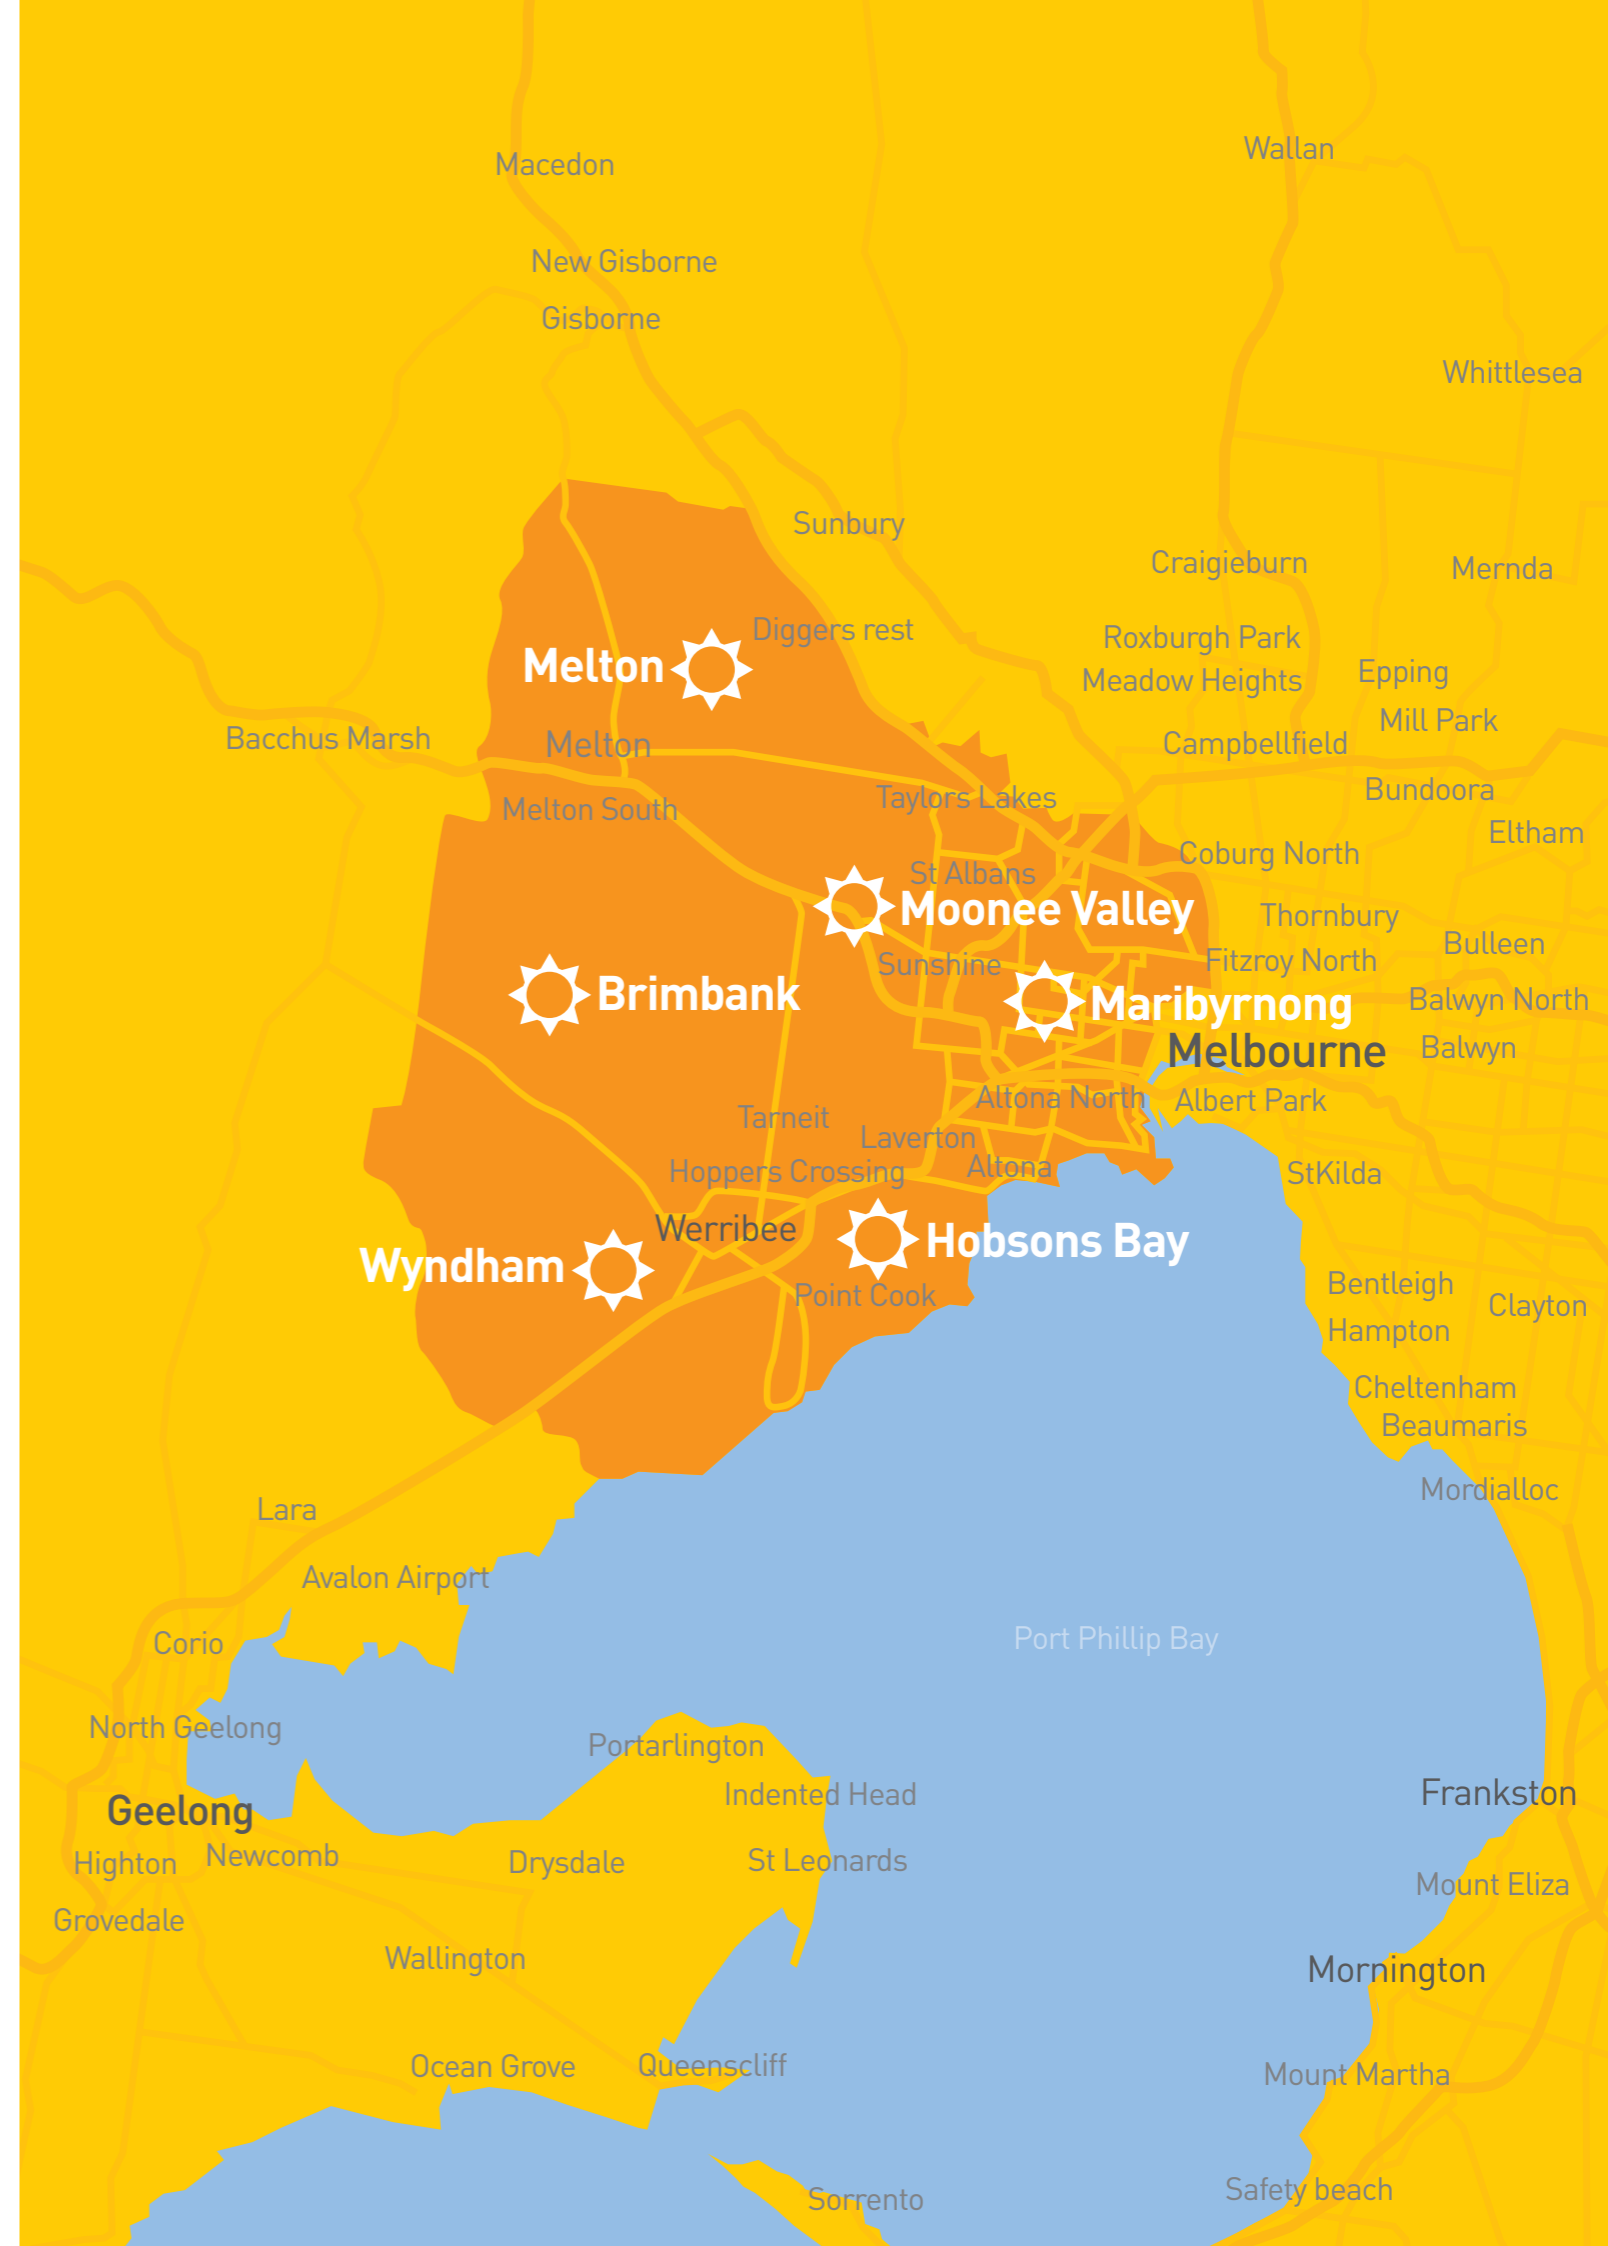 Wallan
Macedon
New Gisborne
Gisborne
Whittlesea
Sunbury
Craigieburn
Mernda
Diggers rest
Roxburgh Park
Melton
Epping
Meadow Heights
Mill Park
Bacchus Marsh
Melton
Campbellfield
Bundoora
Taylors Lakes
Melton South
Eltham
Coburg North
St Albans
Moonee Valley
Thornbury
Bulleen
Sunshine
Fitzroy North
Brimbank
Maribyrnong
Balwyn North
Melbourne
Balwyn
Altona North
Albert Park
Tarneit
Laverton
Altona
Hoppers Crossing
StKilda
Werribee
Hobsons Bay
Wyndham
Point Cook
Bentleigh
Clayton
Hampton
Cheltenham
Beaumaris
Mordialloc
Lara
Avalon Airport
Port Phillip Bay
Corio
North Geelong
Portarlington
Indented Head
Frankston
Geelong
Newcomb
Highton
Drysdale
St Leonards
Mount Eliza
Grovedale
Wallington
Mornington
Ocean Grove
Queenscliff
Mount Martha
Safety beach
Sorrento